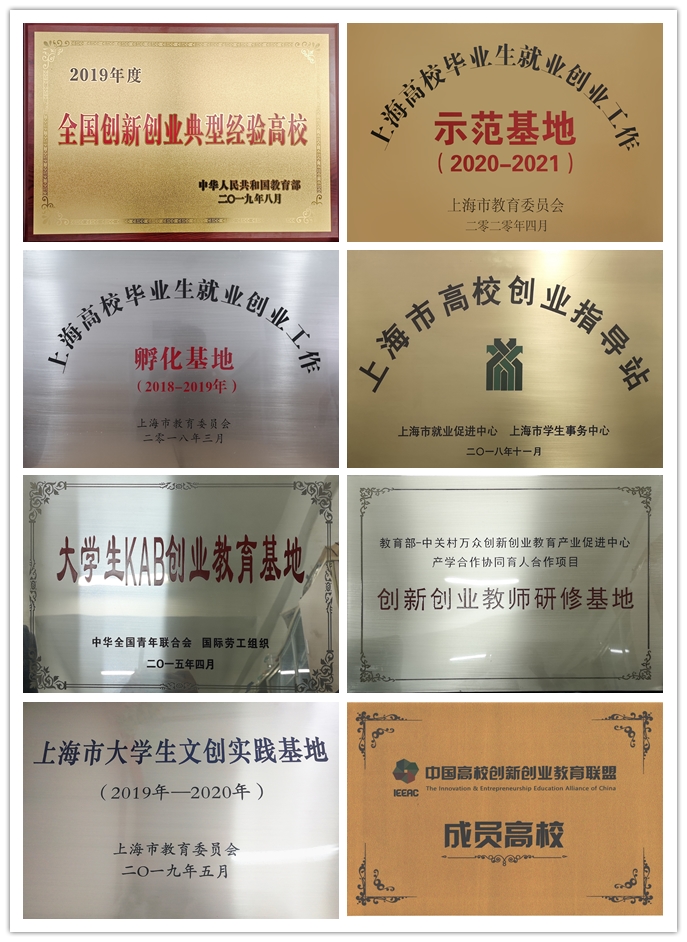 2019年度
全国创新创业典型经验高校
中华人民共和国教育部
二〇一九年八月
上海高校毕业生就业创业工作
示范基地
（2020-2021）
上海市教育委员会
二零二零年四月
上海高校毕业生就业创业工作
孵化基地
（2018-2019年）
上海市教育委员会
二零一八年三月
上海市高校创业指导站
上海市就业促进中心 上海市学生事务中心
二〇一八年十一月
大学生KAB创业教育基地
中华全国青年联合会 国际劳工组织
二〇一五年四月
教育部-中关村万众创新创业教育产业促进中心
产学合作协同育人合作项目
创新创业教师研修基地
上海市大学生文创实践基地
（2019年—2020年）
上海市教育委员会
二〇一九年五月
IEEAC
中国高校创新创业教育联盟
The Innovation & Entrepreneurship Education Alliance of China
成员高校